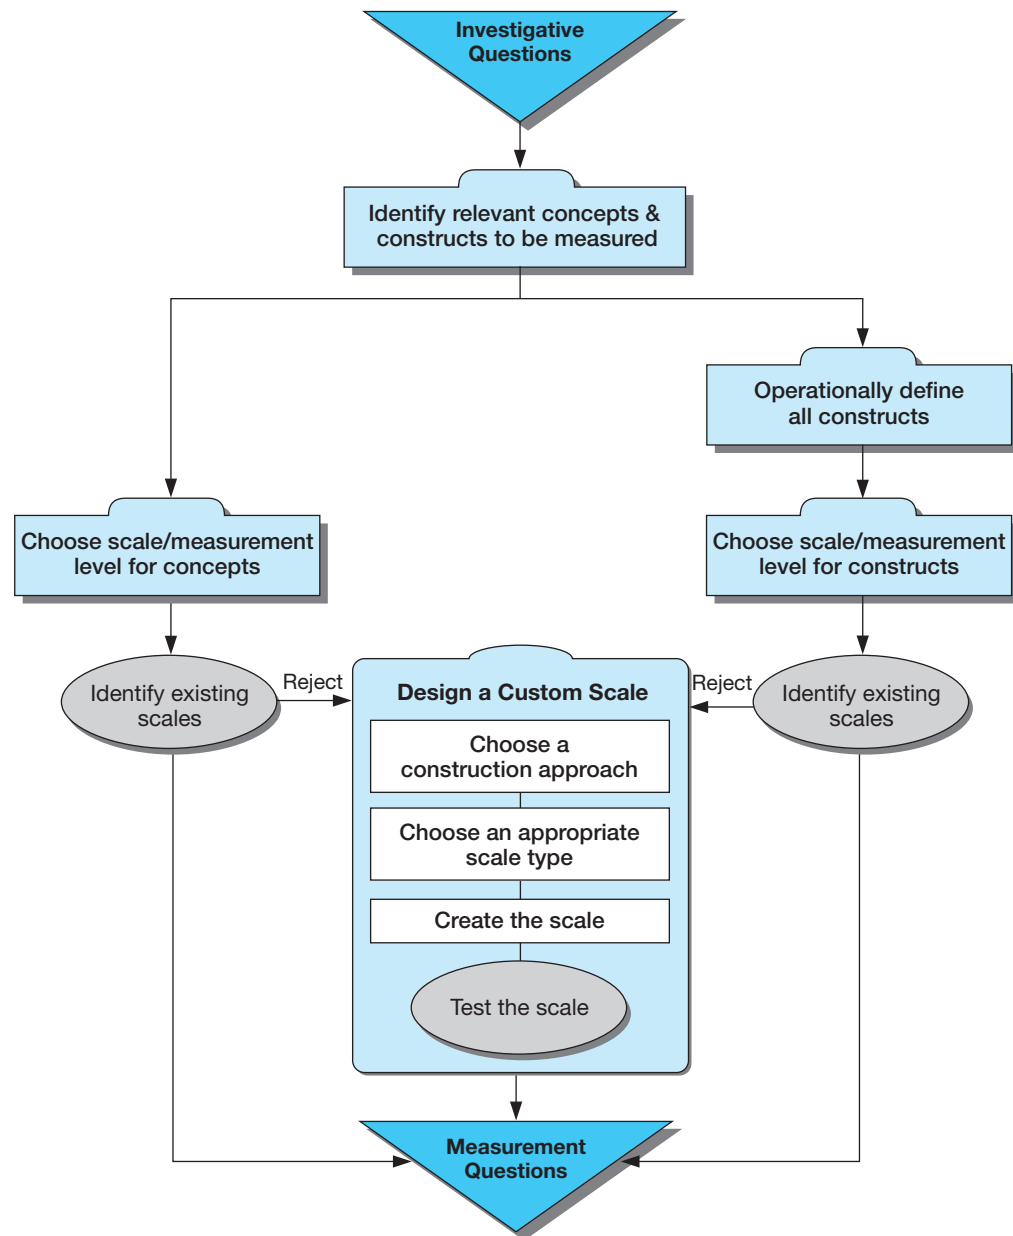 Investigative
Questions
Identify relevant concepts &
constructs to be measured
Operationally define
all constructs
Choose scale/measurement
level for concepts
Choose scale/measurement
level for constructs
Identify existing
scales
Reject
Design a Custom Scale
Reject
Identify existing
scales
Choose a
construction approach
Choose an appropriate
scale type
Create the scale
Test the scale
Measurement
Questions